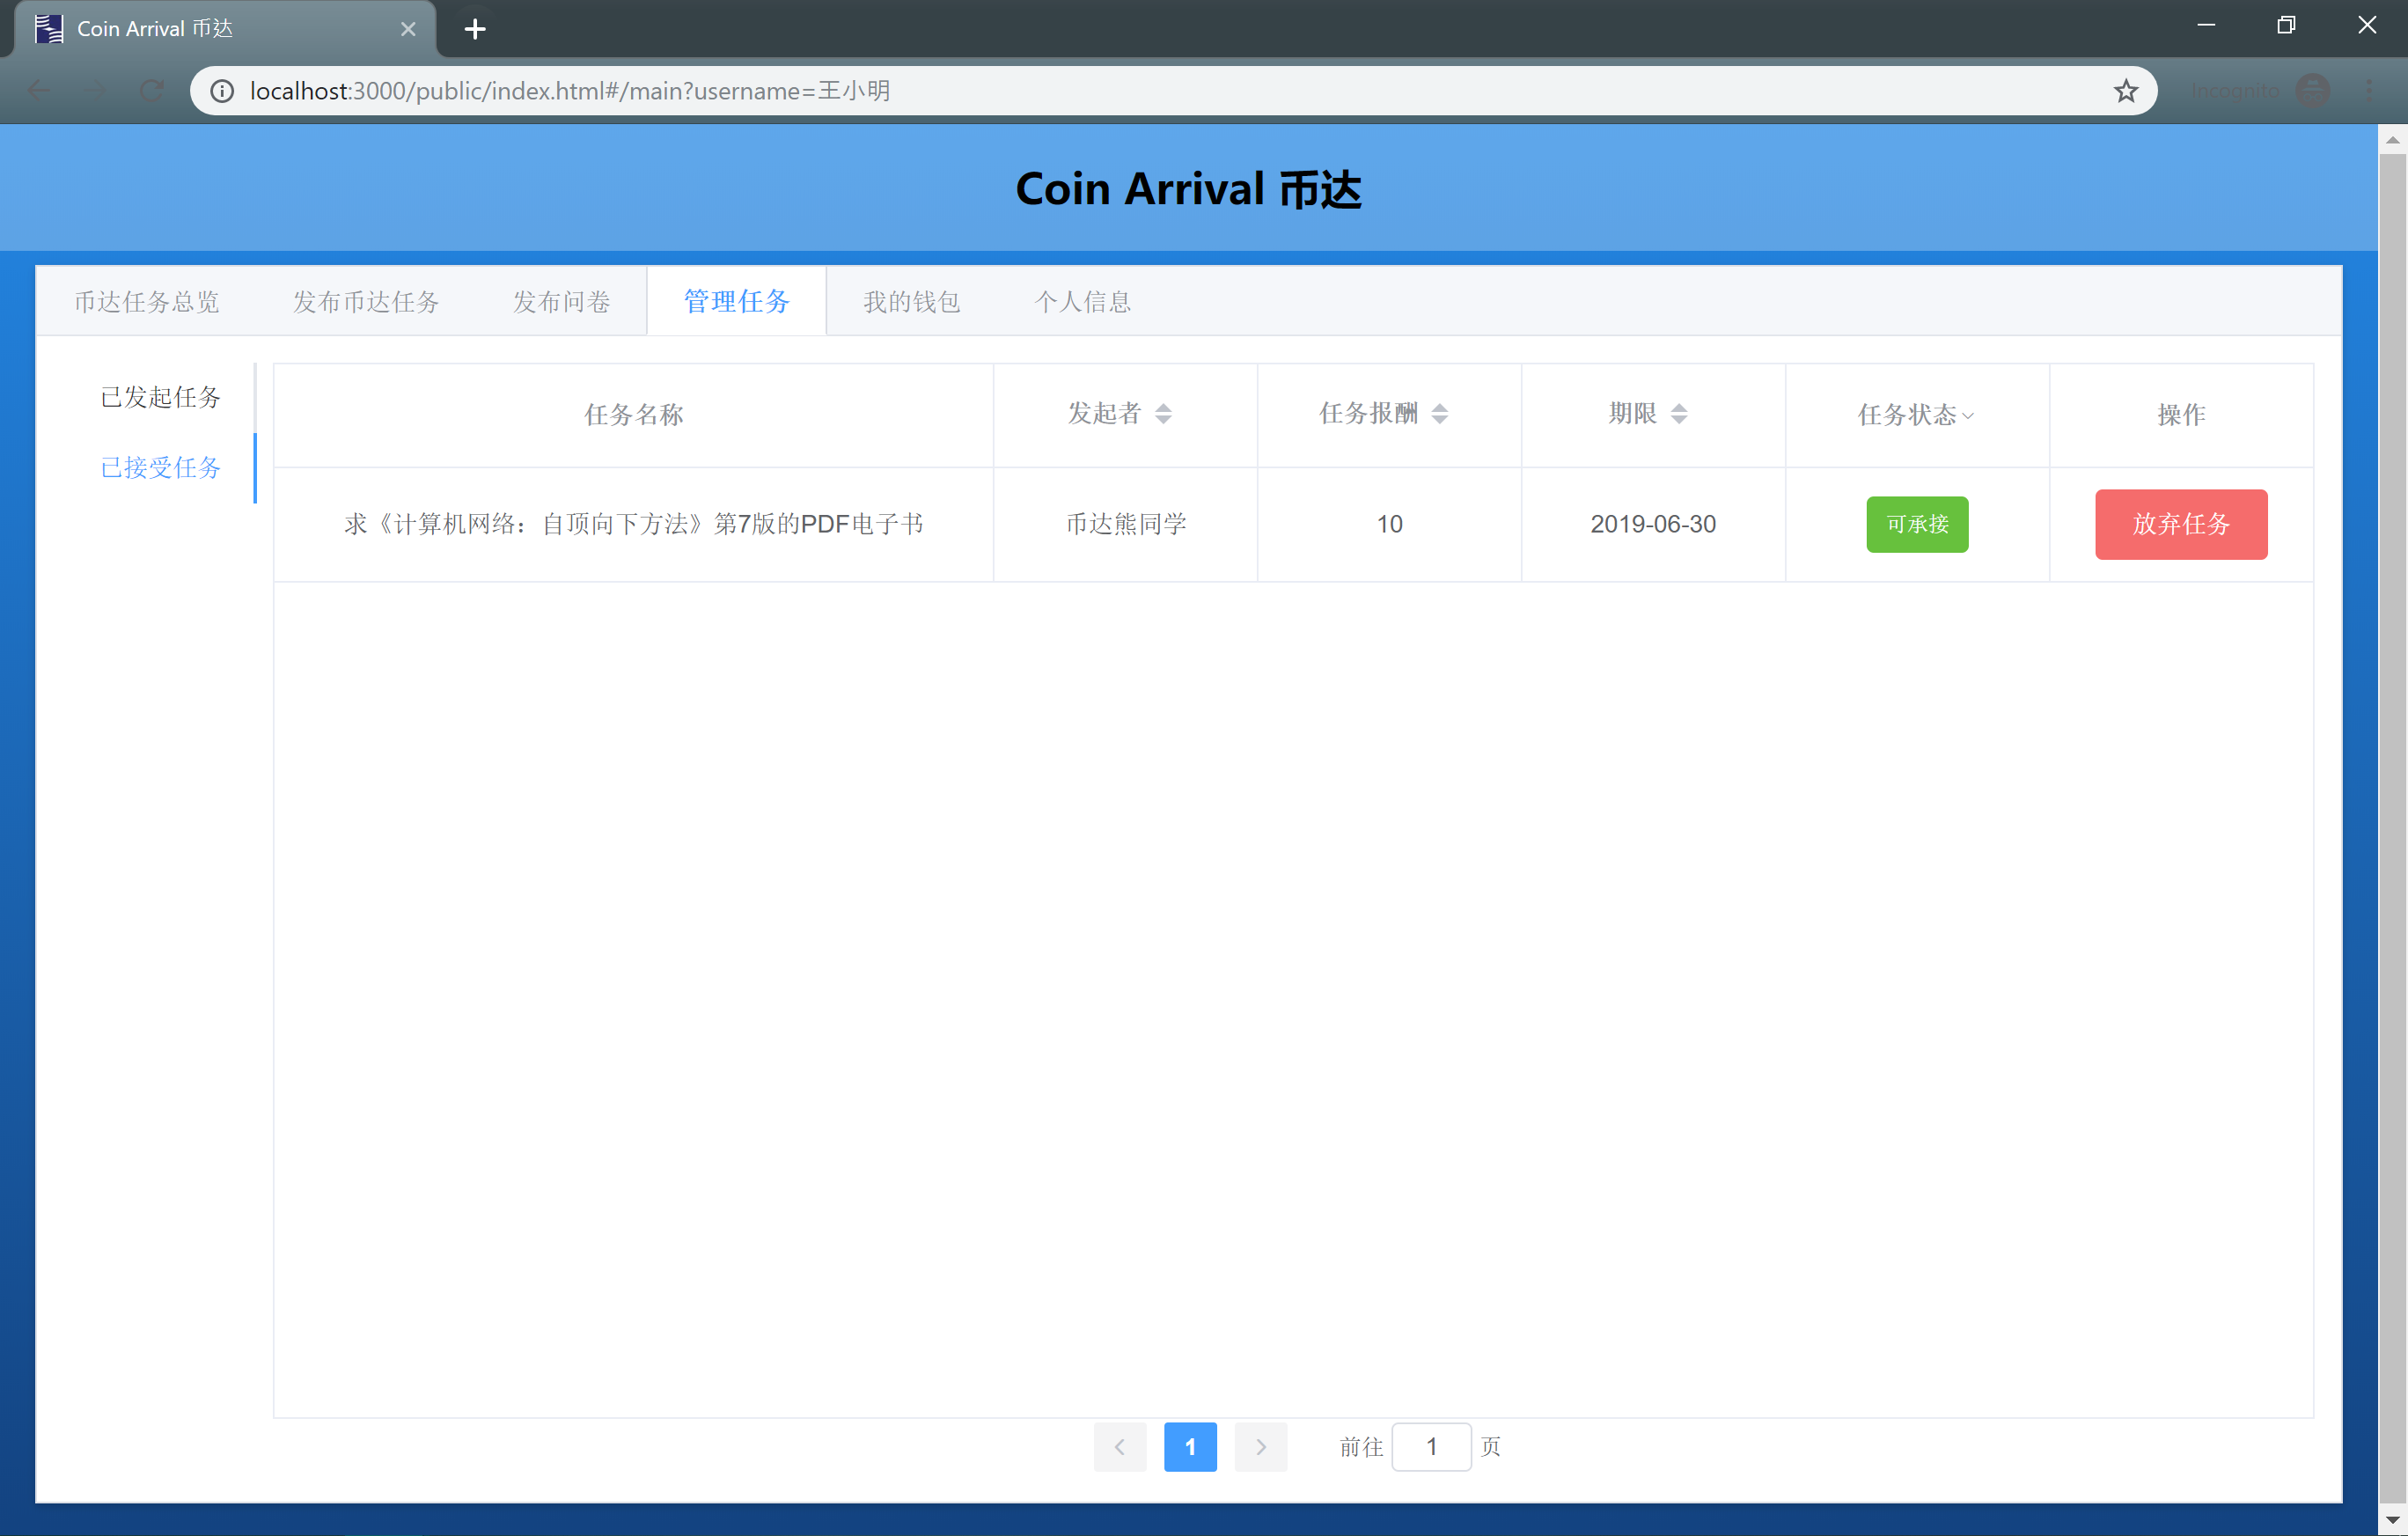 Coin Arrival 币达
localhost:3000/public/index.html#/main?username=王小明
Incognito
Coin Arrival 币达
币达任务总览 发布币达任务 发布问卷 管理任务 我的钱包 个人信息
已发起任务
已接受任务
任务名称 发起者 任务报酬 期限 任务状态 操作
求《计算机网络：自顶向下方法》第7版的PDF电子书 币达熊同学 10 2019-06-30 可承接 放弃任务
1 前往 1 页